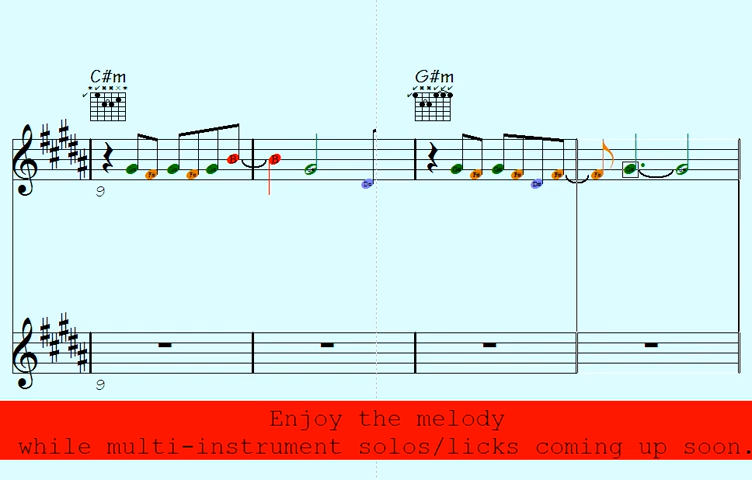 C#m G#m
9
9
Enjoy the melody
while multi-instrument solos/licks coming up soon.